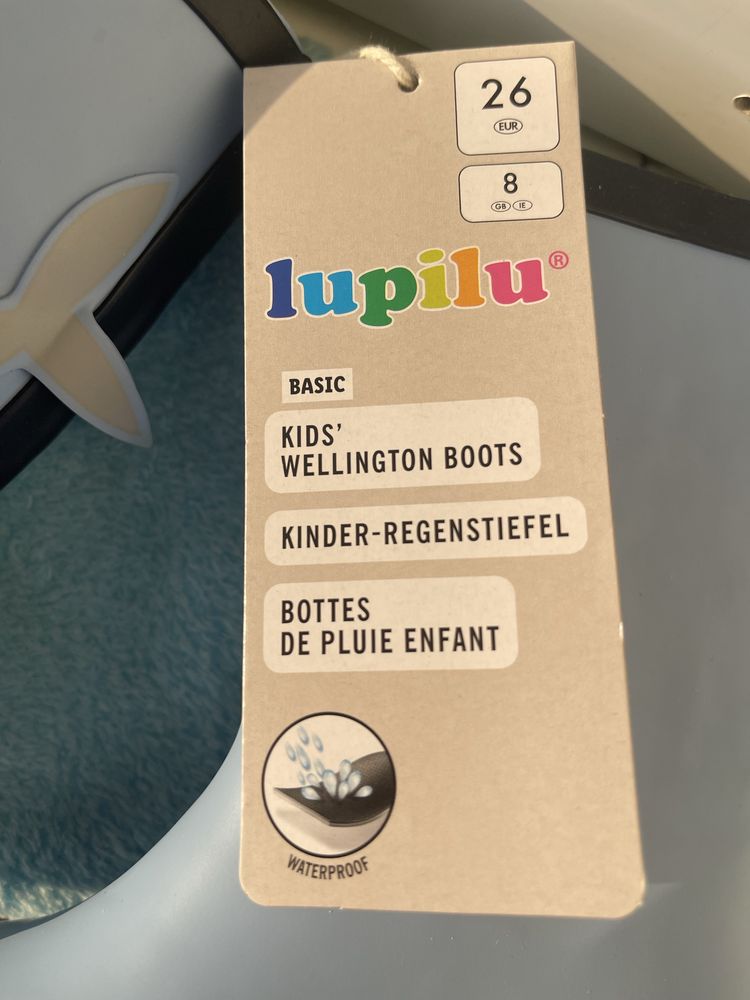 26
EUR
8
GB IE
lupilu®
BASIC
KIDS'
WELLINGTON BOOTS
KINDER-REGENSTIEFEL
BOTTES
DE PLUIE ENFANT
WATERPROOF